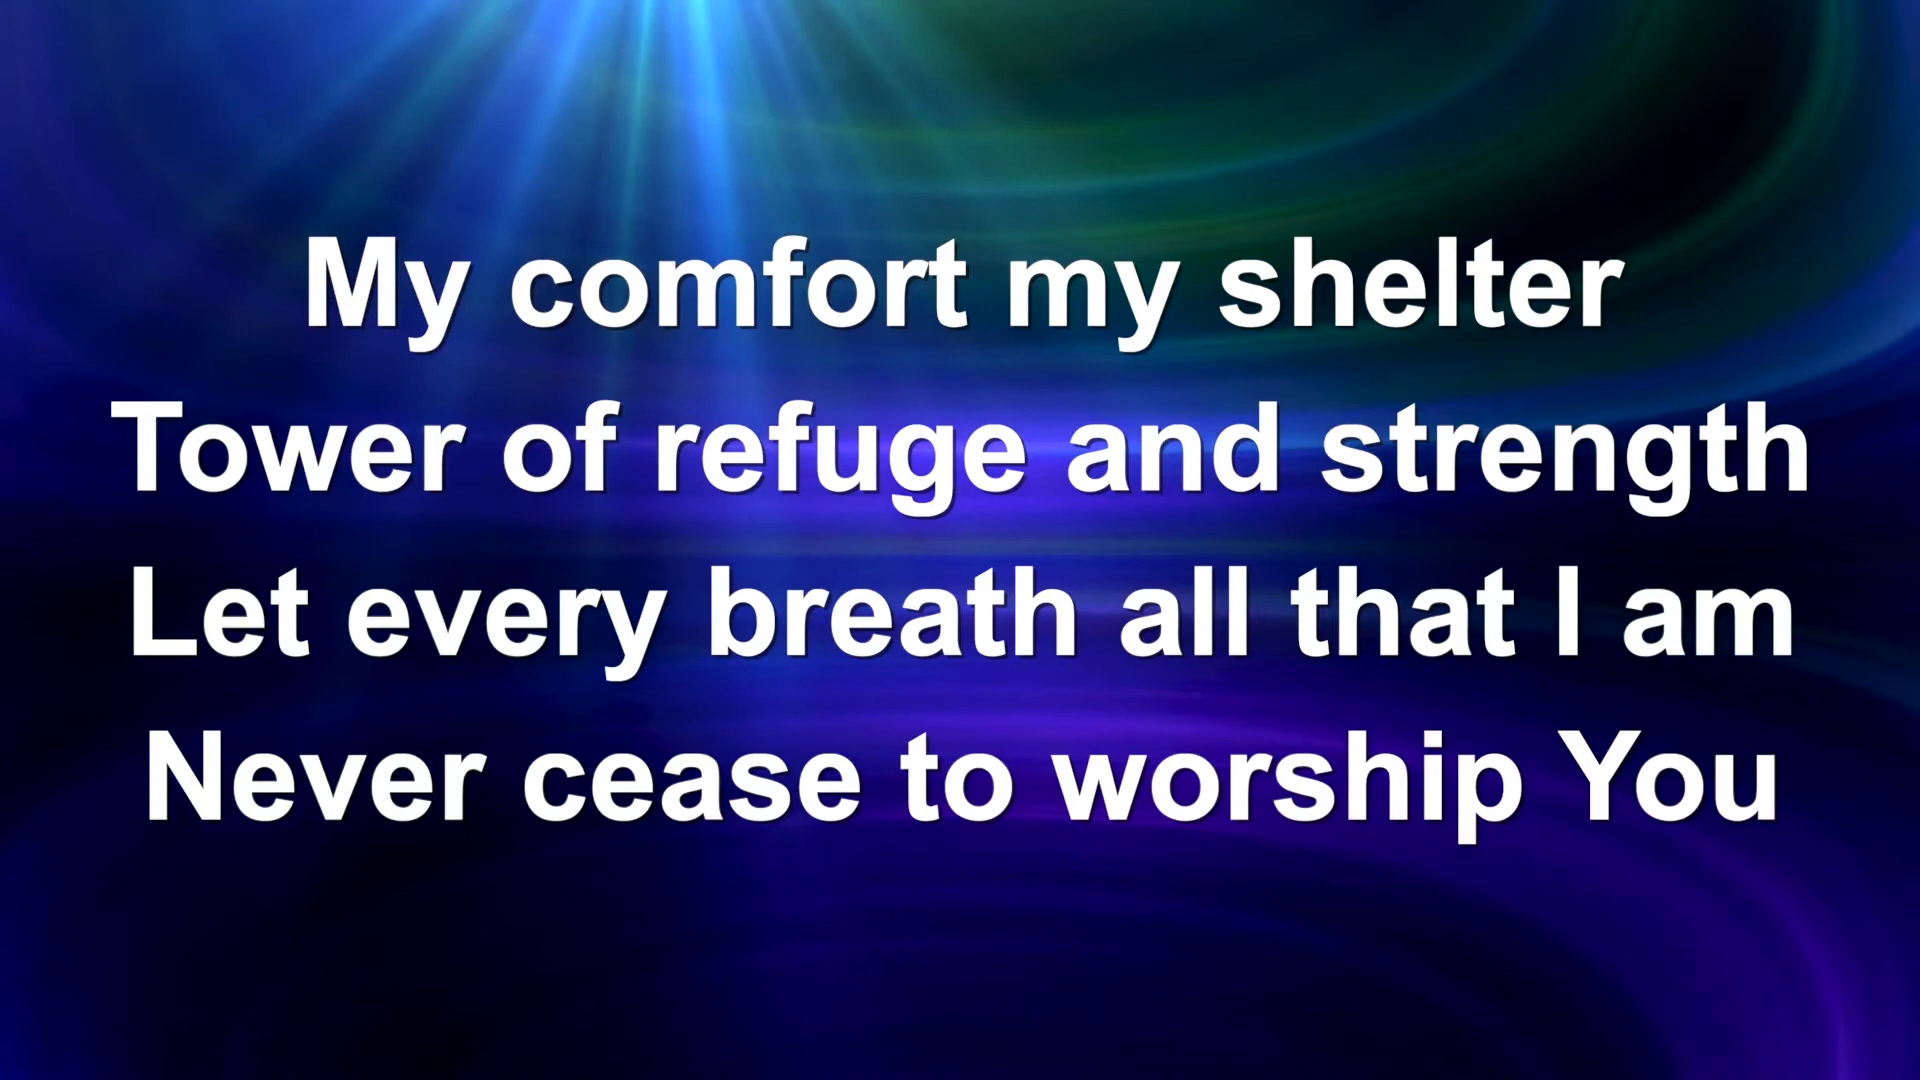 My comfort my shelter
Tower of refuge and strength
Let every breath all that I am
Never cease to worship You